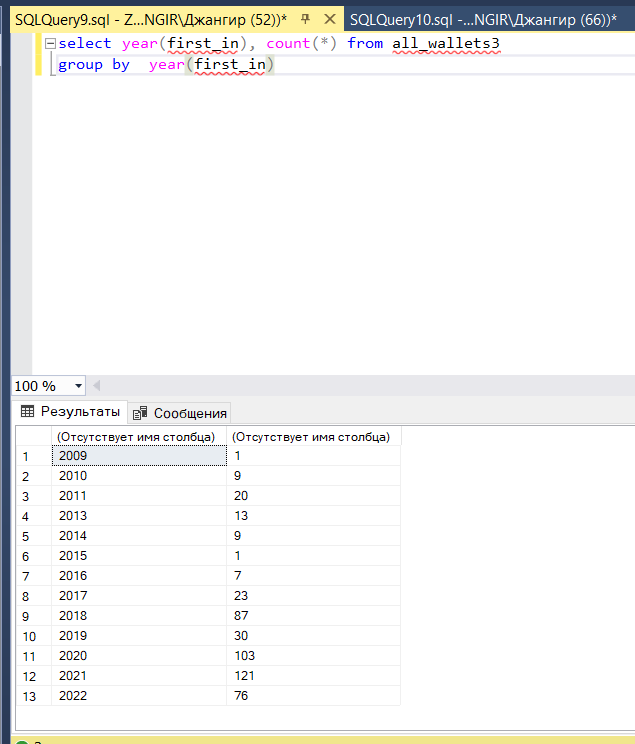 SQLQuery9.sql - Z...NGIR\Джангир (52))* SQLQuery10.sql -...NGIR\Джангир (66))*
select year(first_in), count(*) from all_wallets3
group by  year(first_in)
100 %
Результаты Сообщения
(Отсутствует имя столбца) (Отсутствует имя столбца)
1 2009 1
2 2010 9
3 2011 20
4 2013 13
5 2014 9
6 2015 1
7 2016 7
8 2017 23
9 2018 87
10 2019 30
11 2020 103
12 2021 121
13 2022 76